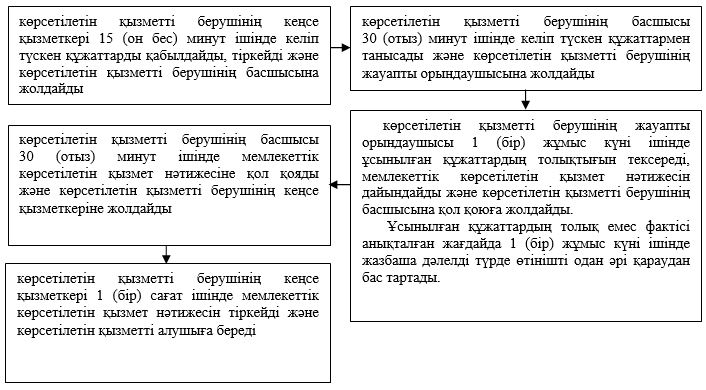 көрсетілетін қызметті берушінің кеңсе
қызметкері 15 (он бес) минут ішінде келіп
түскен құжаттарды қабылдайды, тіркейді және
көрсетілетін қызметті берушінің басшысына
жолдайды
көрсетілетін қызметті берушінің басшысы
30 (отыз) минут ішінде келіп түскен құжаттармен
танысады және көрсетілетін қызметті берушінің
жауапты орындаушысына жолдайды
көрсетілетін қызметті берушінің жауапты
орындаушысы 1 (бір) жұмыс күні ішінде
ұсынылған құжаттардың толықтығын тексереді,
мемлекеттік көрсетілетін қызмет нәтижесін
дайындайды және көрсетілетін қызметті берушінің
басшысына қол қоюға жолдайды.
Ұсынылған құжаттардың толық емес фактісі
анықталған жағдайда 1 (бір) жұмыс күні ішінде
жазбаша дәлелді түрде өтінішті одан әрі қараудан
бас тартады.
көрсетілетін қызметті берушінің басшысы
30 (отыз) минут ішінде мемлекеттік
көрсетілетін қызмет нәтижесіне қол қояды
және көрсетілетін қызметті берушінің кеңсе
қызметкеріне жолдайды
көрсетілетін қызметті берушінің кеңсе
қызметкері 1 (бір) сағат ішінде мемлекеттік
көрсетілетін қызмет нәтижесін тіркейді және
көрсетілетін қызметті алушыға береді